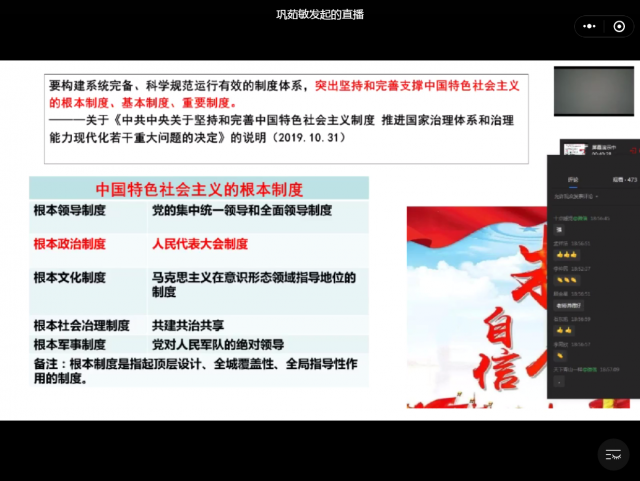 巩茹敏发起的直播
要构建系统完备、科学规范运行有效的制度体系，突出坚持和完善支撑中国特色社会主义
的根本制度、基本制度、重要制度。
———关于《中共中央关于坚持和完善中国特色社会主义制度 推进国家治理体系和治理
能力现代化若干重大问题的决定》的说明（2019.10.31）
中国特色社会主义的根本制度
根本领导制度 党的集中统一领导和全面领导制度
根本政治制度 人民代表大会制度
根本文化制度 马克思主义在意识形态领域指导地位的
制度
根本社会治理制度 共建共治共享
根本军事制度 党对人民军队的绝对领导
备注：根本制度是指起顶层设计、全城覆盖性、全局指导性作
用的制度。
自信
评论